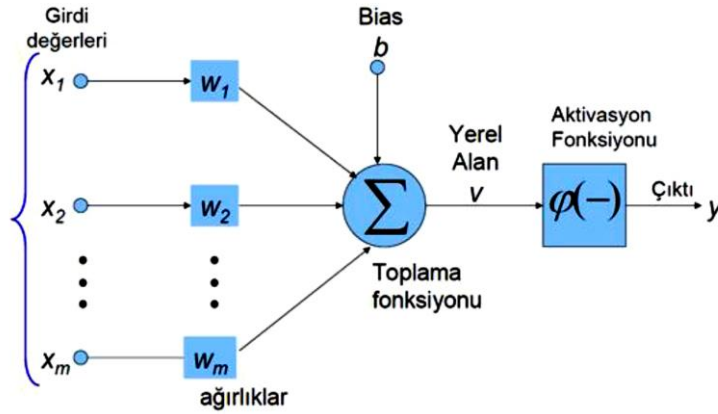 Girdi
değerleri
x1
x2
xm
w1
w2
wm
ağırlıklar
Bias
b
∑
Toplama
fonksiyonu
Yerel
Alan
v
Aktivasyon
Fonksiyonu
φ(−)
Çıktı
y